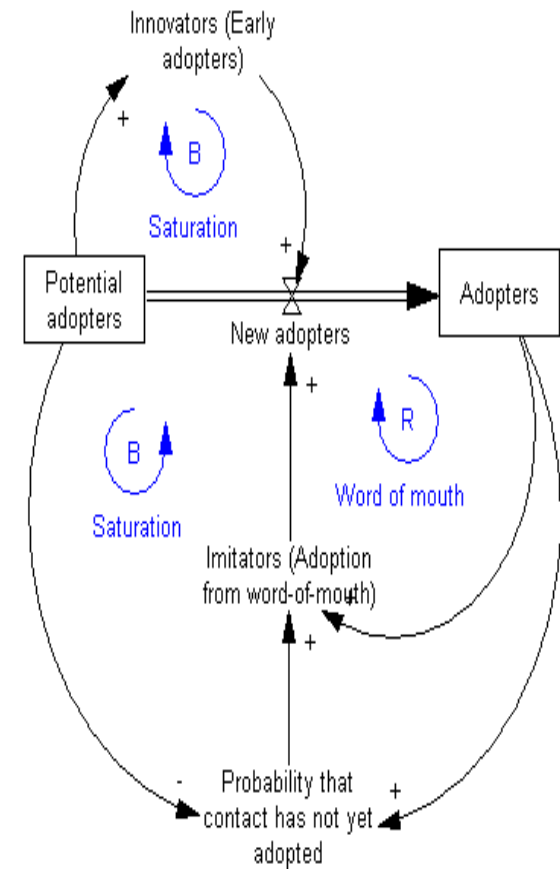 Innovators (Early
adopters)
+
B
Saturation
+
Potential
adopters
Adopters
New adopters
+
B
Saturation
R
Word of mouth
Imitators (Adoption
from word-of-mouth)
+
+
-
+
Probability that
contact has not yet
adopted